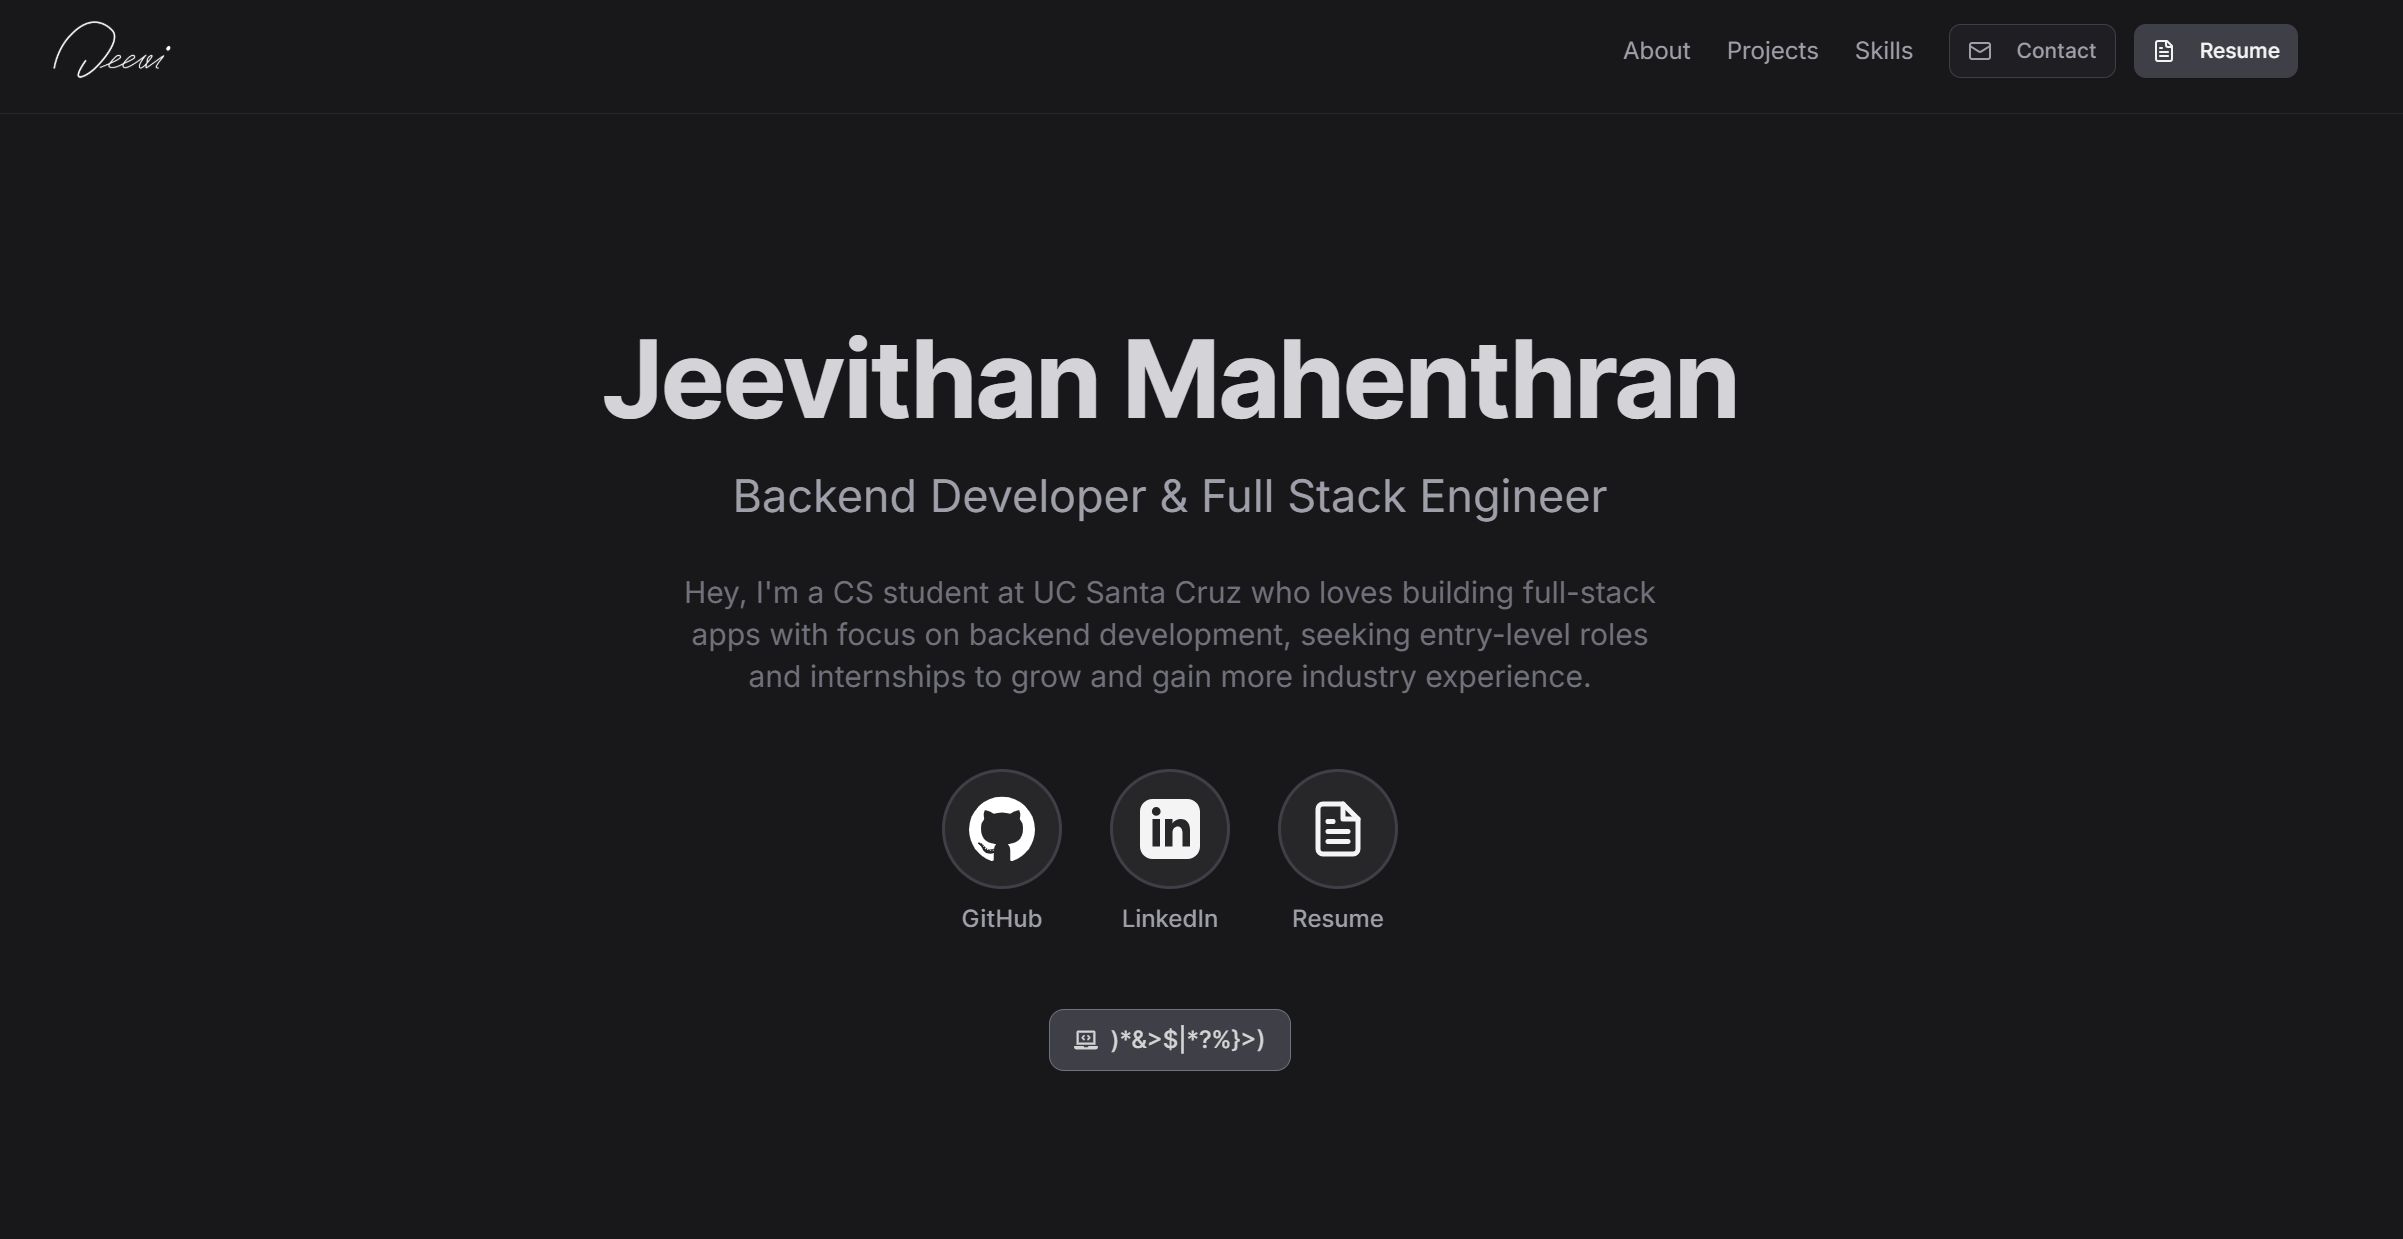 Jeevi
About
Projects
Skills
Contact
Resume
Jeevithan Mahenthran
Backend Developer & Full Stack Engineer
Hey, I'm a CS student at UC Santa Cruz who loves building full-stack
apps with focus on backend development, seeking entry-level roles
and internships to grow and gain more industry experience.
in
GitHub
LinkedIn
Resume
)*&>$|*?%}>)